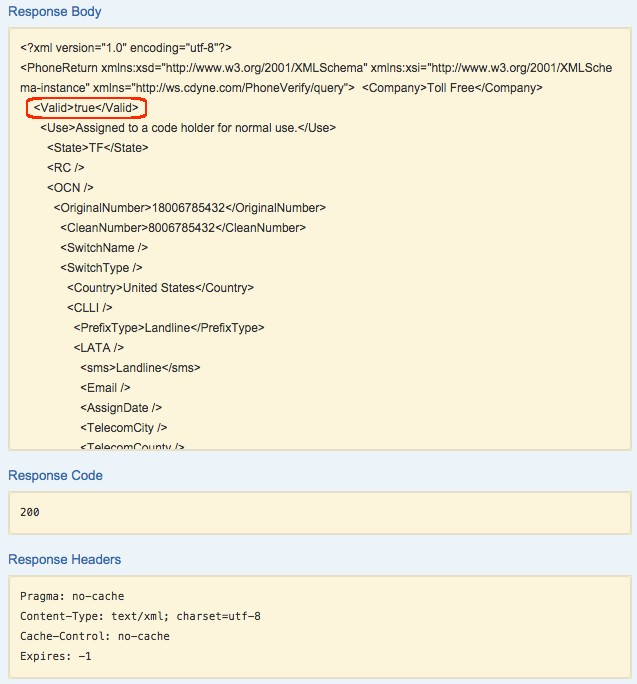 Response Body
<?xml version="1.0" encoding="utf-8"?>
<PhoneReturn xmlns:xsd="http://www.w3.org/2001/XMLSchema" xmlns:xsi="http://www.w3.org/2001/XMLSche
ma-instance" xmlns="http://ws.cdyne.com/PhoneVerify/query">  <Company>Toll Free</Company>
<Valid>true</Valid>
<Use>Assigned to a code holder for normal use.</Use>
<State>TF</State>
<RC />
<OCN />
<OriginalNumber>18006785432</OriginalNumber>
<CleanNumber>8006785432</CleanNumber>
<SwitchName />
<SwitchType />
<Country>United States</Country>
<CLLI />
<PrefixType>Landline</PrefixType>
<LATA />
<sms>Landline</sms>
<Email />
<AssignDate />
<TelecomCity />
<TelecomCounty />
Response Code
200
Response Headers
Pragma: no-cache
Content-Type: text/xml; charset=utf-8
Cache-Control: no-cache
Expires: -1